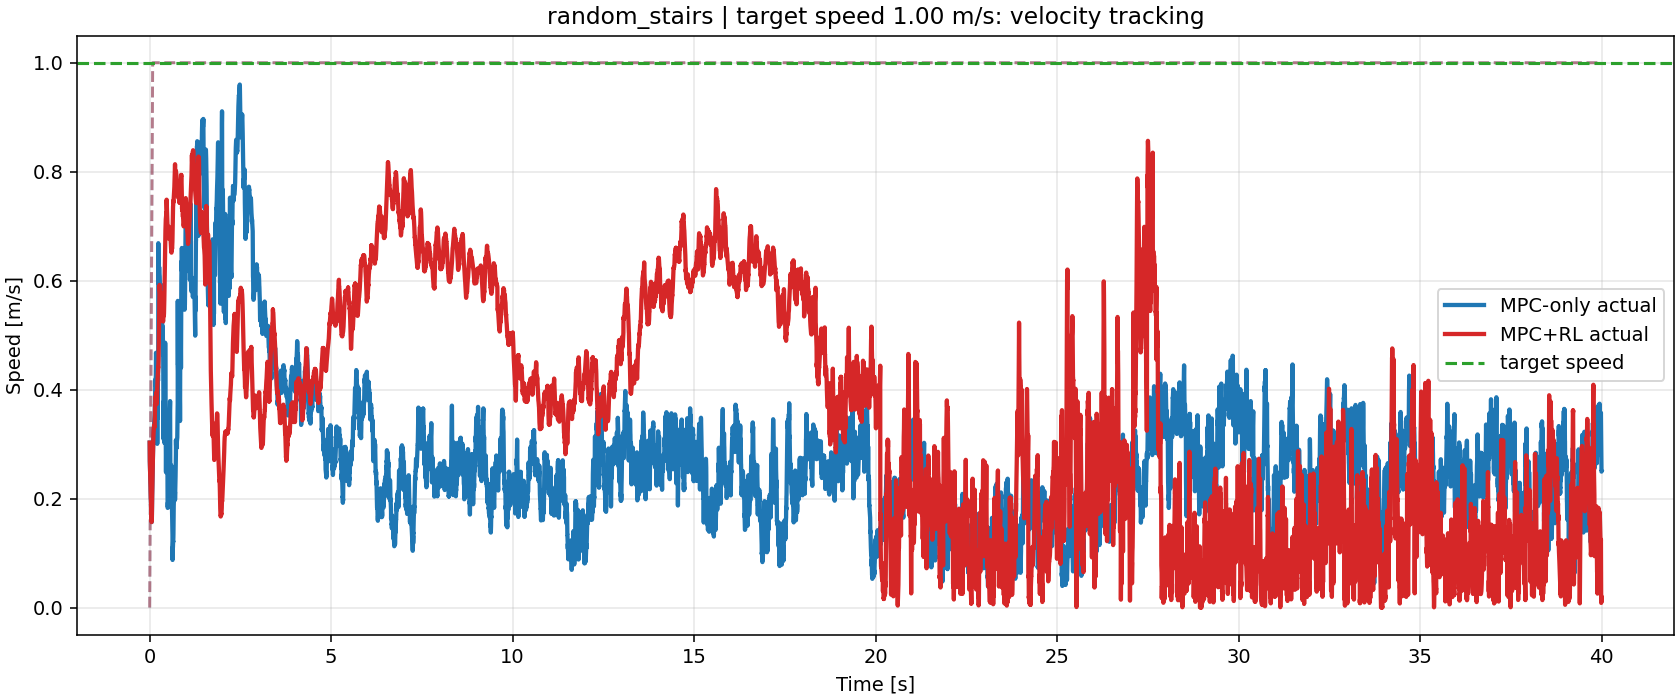 random_stairs | target speed 1.00 m/s: velocity tracking
Speed [m/s]
1.0
0.8
0.6
0.4
0.2
0.0
MPC-only actual
MPC+RL actual
target speed
0 5 10 15 20 25 30 35 40
Time [s]